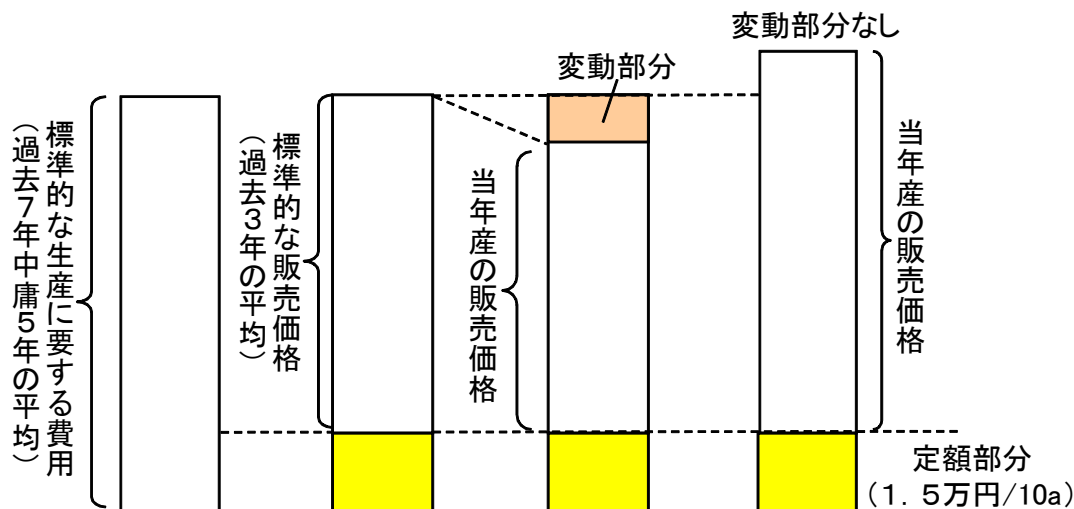 変動部分なし
変動部分
標準的な生産に要する費用
（過去７年中庸５年の平均）
標準的な販売価格
（過去３年の平均）
当年産の販売価格
当年産の販売価格
定額部分
（１．５万円/10a）